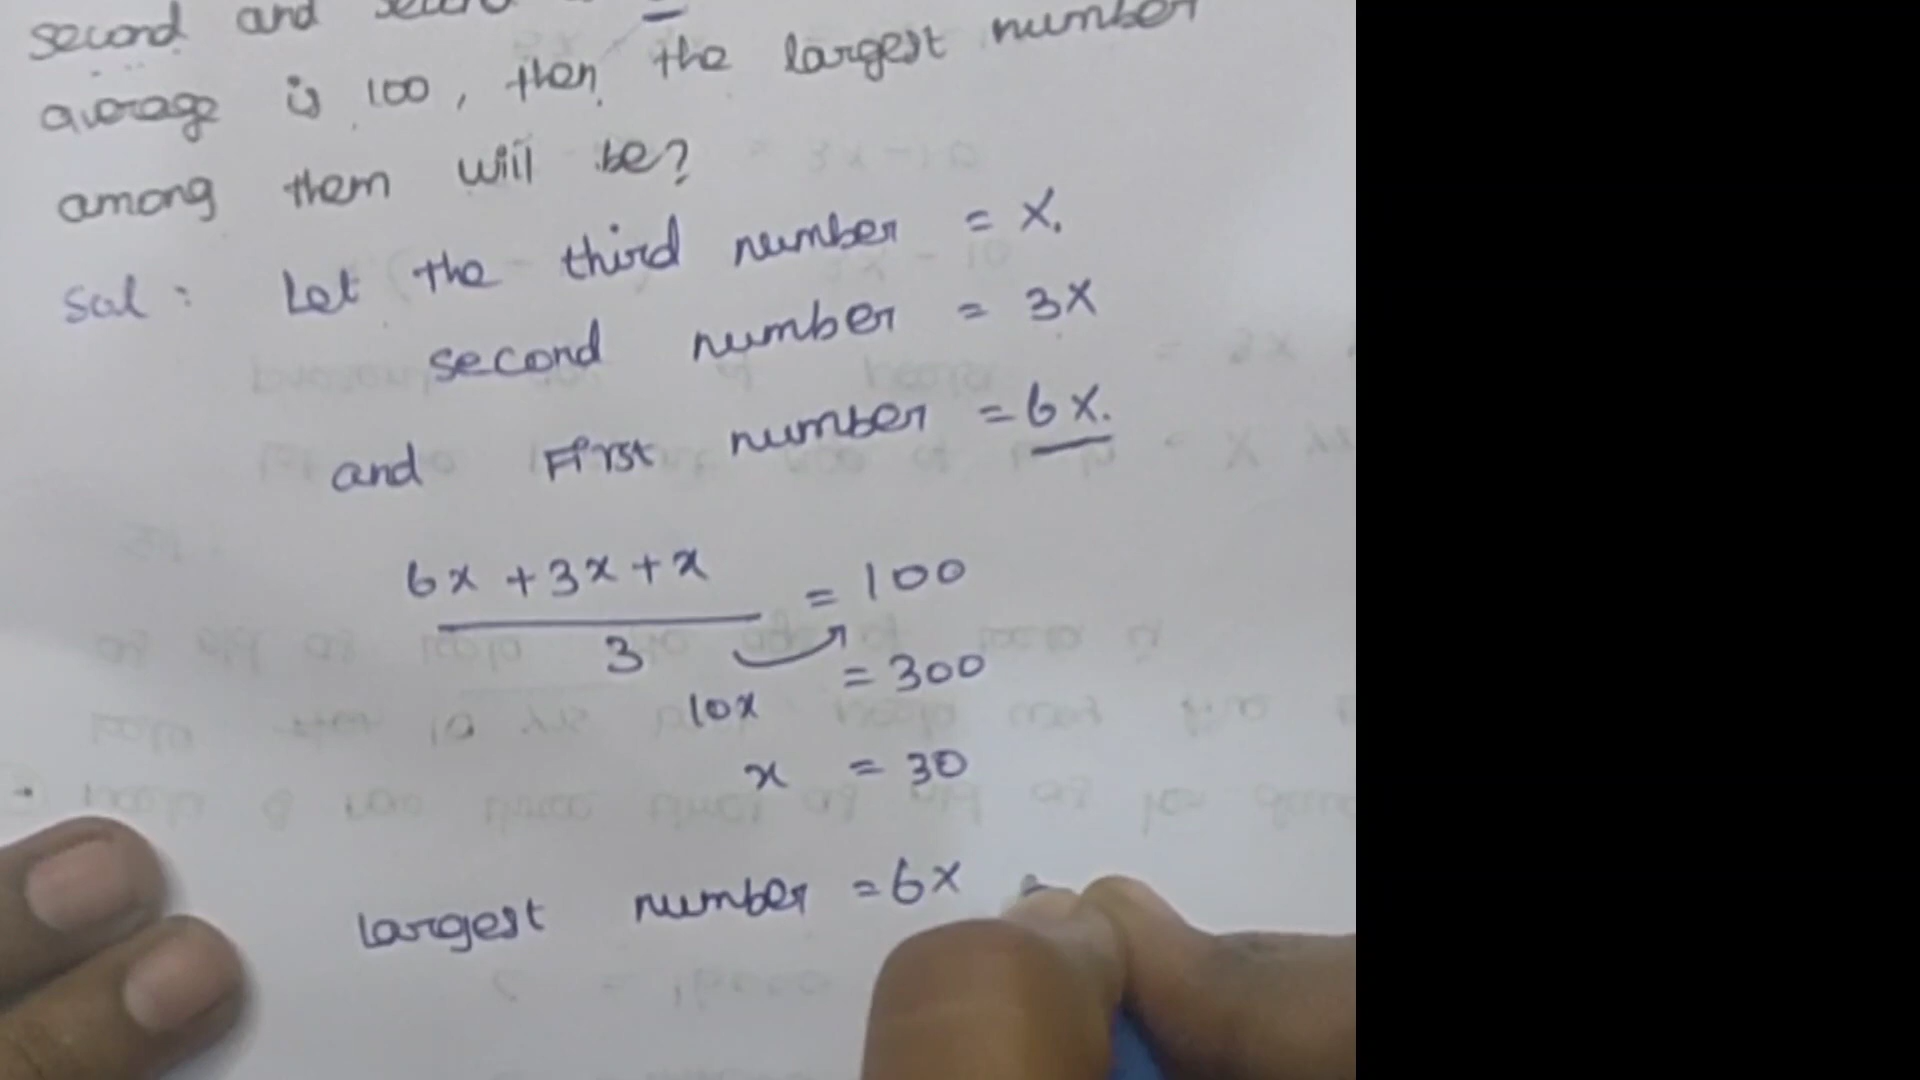 second and
average is 100, then the largest number
among them will be?
Sol: Let the third number = X.
second number = 3X
and First number = 6X.
6x + 3x + x
= 100
3
10x = 300
x = 30
largest number = 6X =